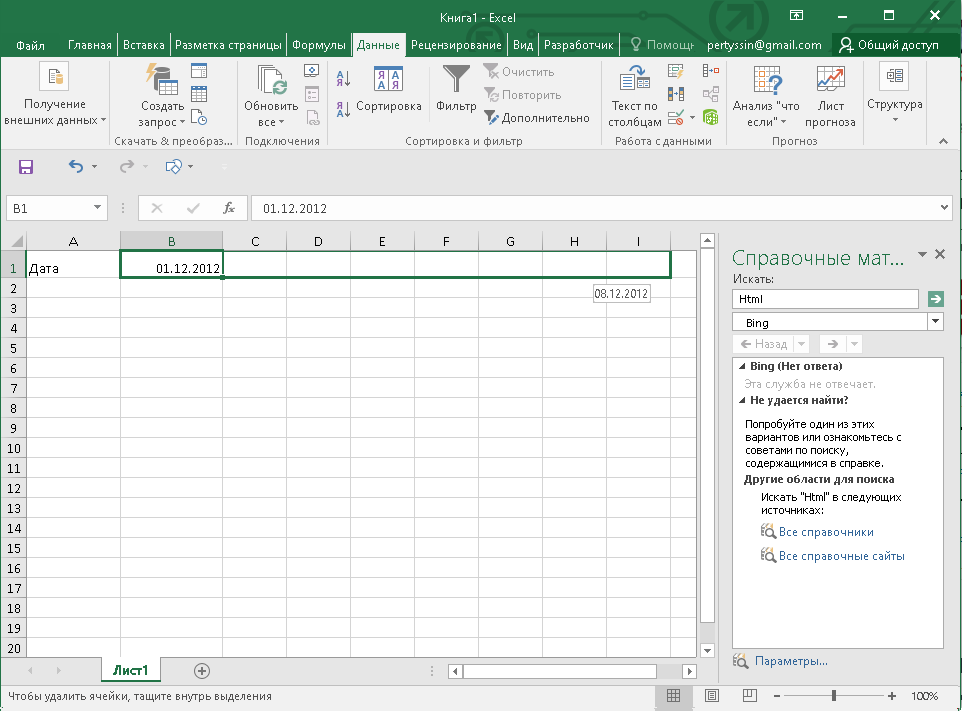 Книга1 - Excel
Файл Главная Вставка Разметка страницы Формулы Данные Рецензирование Вид Разработчик Помощь pertyssin@gmail.com Общий доступ
Получение внешних данных
Создать запрос
Скачать & преобраз...
Обновить все
Подключения
Сортировка
Фильтр
Очистить
Повторить
Дополнительно
Сортировка и фильтр
Текст по столбцам
Работа с данными
Анализ "что если"
Лист прогноза
Прогноз
Структура
B1 fx 01.12.2012
A B C D E F G H I
1 Дата 01.12.2012
2 08.12.2012
3
4
5
6
7
8
9
10
11
12
13
14
15
16
17
18
19
20
Справочные мат...
Искать:
Html
Bing
Назад
Bing (Нет ответа)
Эта служба не отвечает.
Не удается найти?
Попробуйте один из этих
вариантов или ознакомьтесь с
советами по поиску,
содержащимися в справке.
Другие области для поиска
Искать "Html" в следующих
источниках:
Все справочники
Все справочные сайты
Параметры...
Лист1
Чтобы удалить ячейки, тащите внутрь выделения 100%